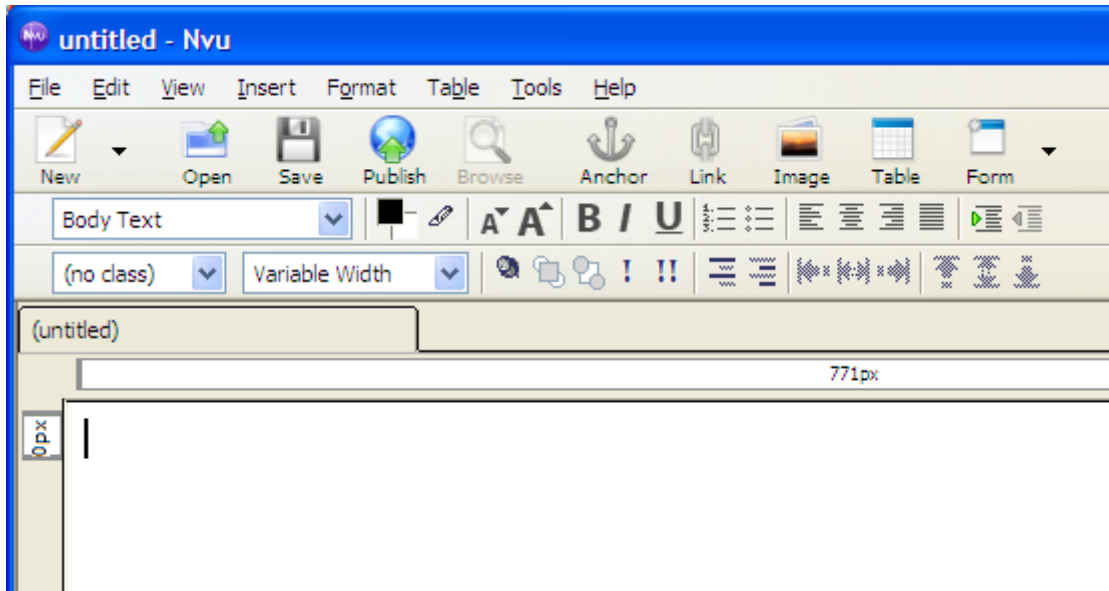 untitled - Nvu
File Edit View Insert Format Table Tools Help
New Open Save Publish Browse Anchor Link Image Table Form
Body Text A A B I U
(no class) Variable Width ! !!
(untitled)
771px
0px